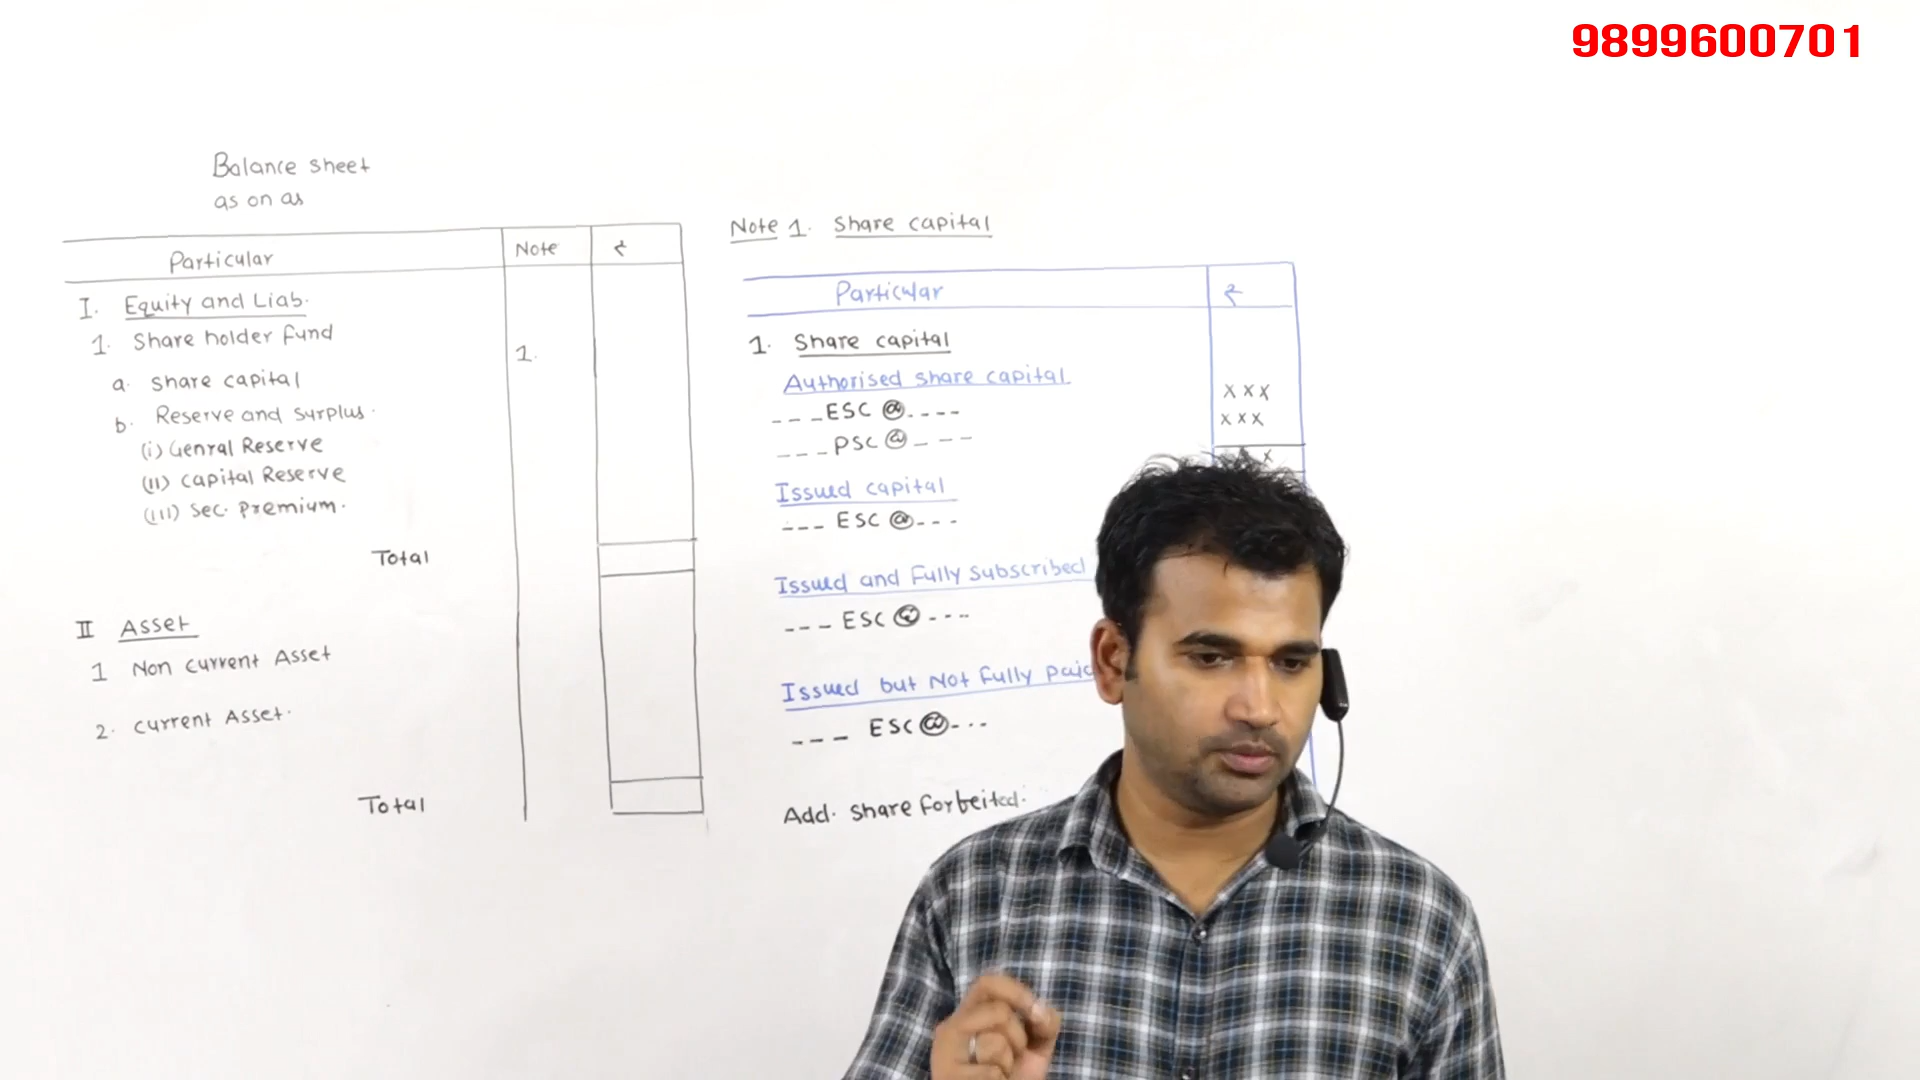 9899600701
Balance sheet
as on as
Particular Note ₹
I. Equity and Liab.
1. Share holder fund
1.
a. share capital
b. Reserve and surplus.
(i) Genral Reserve
(II) capital Reserve
(III) Sec. Premium.
Total
II Asset
1 Non current Asset
2. current Asset.
Total
Note 1. Share capital
Particular ₹
1. Share capital
Authorised share capital
---ESC @---- xxx
---PSC @--- xxx
x
Issued capital
--- ESC @---
Issued and Fully subscribed
--- ESC @ ---
Issued but Not fully paid
--- ESC @---
Add. share forfeited.